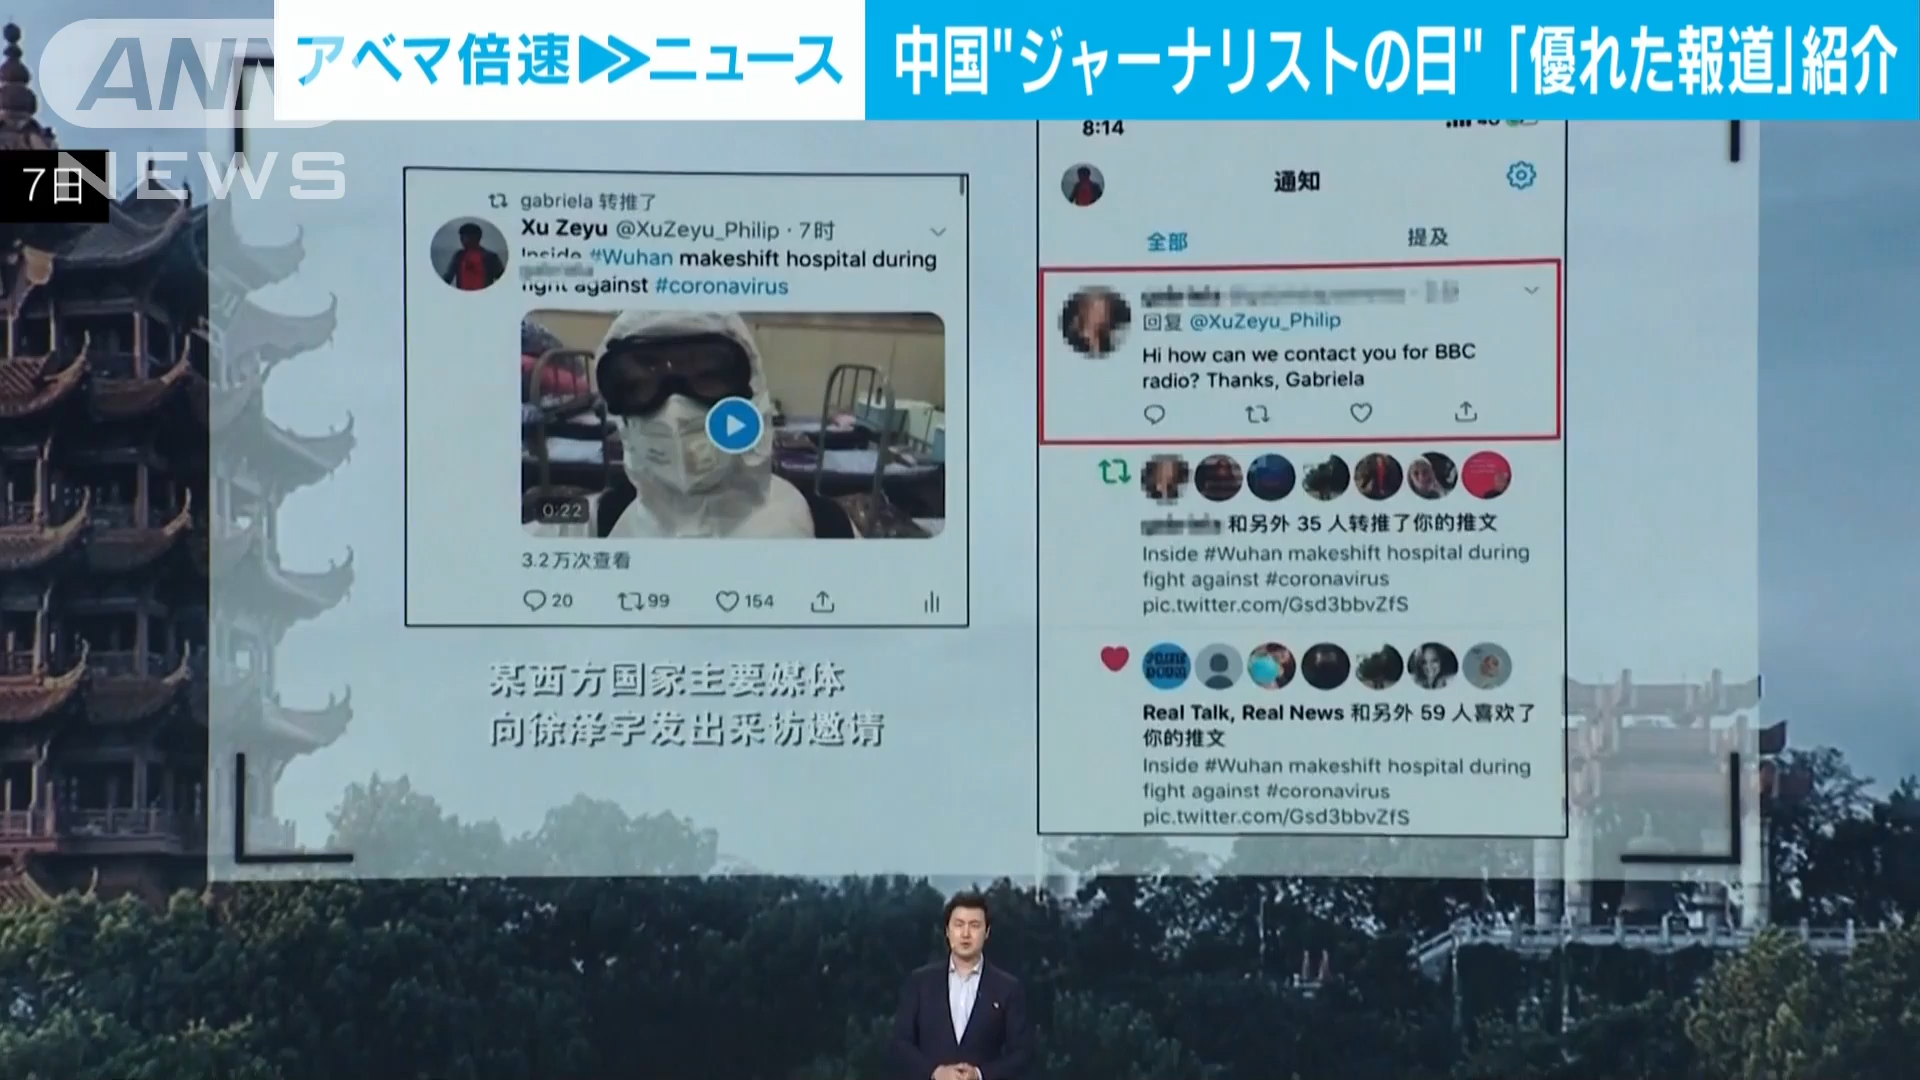 ANN NEWS
アベマ倍速▶≫ニュース
中国"ジャーナリストの日"「優れた報道」紹介
7日
gabriela 转推了
Xu Zeyu @XuZeyu_Philip · 7时
Inside #Wuhan makeshift hospital during
fight against #coronavirus
0:22
3.2万次查看
20 99 154
某西方国家主要媒体
向徐泽宇发出采访邀请
8:14
通知
全部 提及
回复 @XuZeyu_Philip
Hi how can we contact you for BBC
radio? Thanks, Gabriela
和另外 35 人转推了你的推文
Inside #Wuhan makeshift hospital during
fight against #coronavirus
pic.twitter.com/Gsd3bbvZfS
Real Talk, Real News 和另外 59 人喜欢了
你的推文
Inside #Wuhan makeshift hospital during
fight against #coronavirus
pic.twitter.com/Gsd3bbvZfS